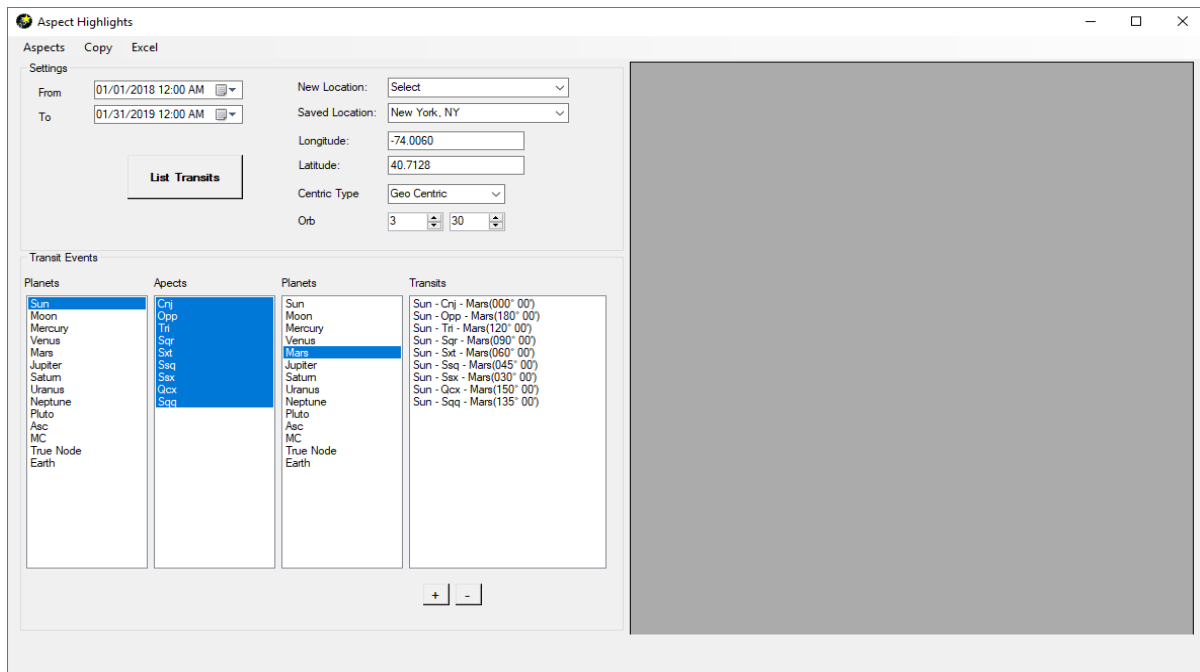 Aspect Highlights
Aspects Copy Excel
Settings
From 01/01/2018 12:00 AM
To 01/31/2019 12:00 AM
List Transits
New Location: Select
Saved Location: New York, NY
Longitude: -74.0060
Latitude: 40.7128
Centric Type Geo Centric
Orb 3 30
Transit Events
Planets
Sun
Moon
Mercury
Venus
Mars
Jupiter
Saturn
Uranus
Neptune
Pluto
Asc
MC
True Node
Earth
Apects
Cnj
Opp
Tri
Sqr
Sxt
Ssq
Ssx
Qcx
Sqq
Planets
Sun
Moon
Mercury
Venus
Mars
Jupiter
Saturn
Uranus
Neptune
Pluto
Asc
MC
True Node
Earth
Transits
Sun - Cnj - Mars(000° 00')
Sun - Opp - Mars(180° 00')
Sun - Tri - Mars(120° 00')
Sun - Sqr - Mars(090° 00')
Sun - Sxt - Mars(060° 00')
Sun - Ssq - Mars(045° 00')
Sun - Ssx - Mars(030° 00')
Sun - Qcx - Mars(150° 00')
Sun - Sqq - Mars(135° 00')
+ -